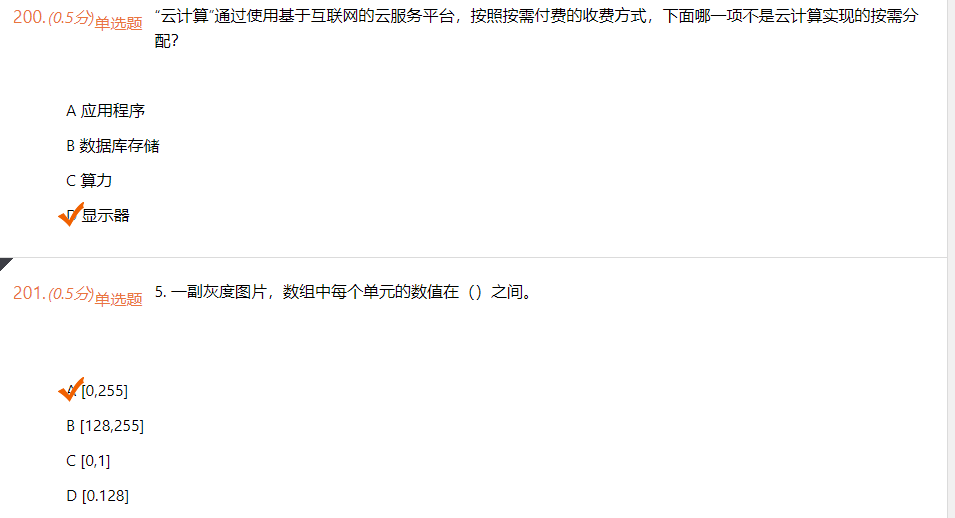 200.(0.5分)单选题 “云计算”通过使用基于互联网的云服务平台，按照按需付费的收费方式，下面哪一项不是云计算实现的按需分
配？
A 应用程序
B 数据库存储
C 算力
D 显示器
201.(0.5分)单选题 5. 一副灰度图片，数组中每个单元的数值在（）之间。
A [0,255]
B [128,255]
C [0,1]
D [0.128]